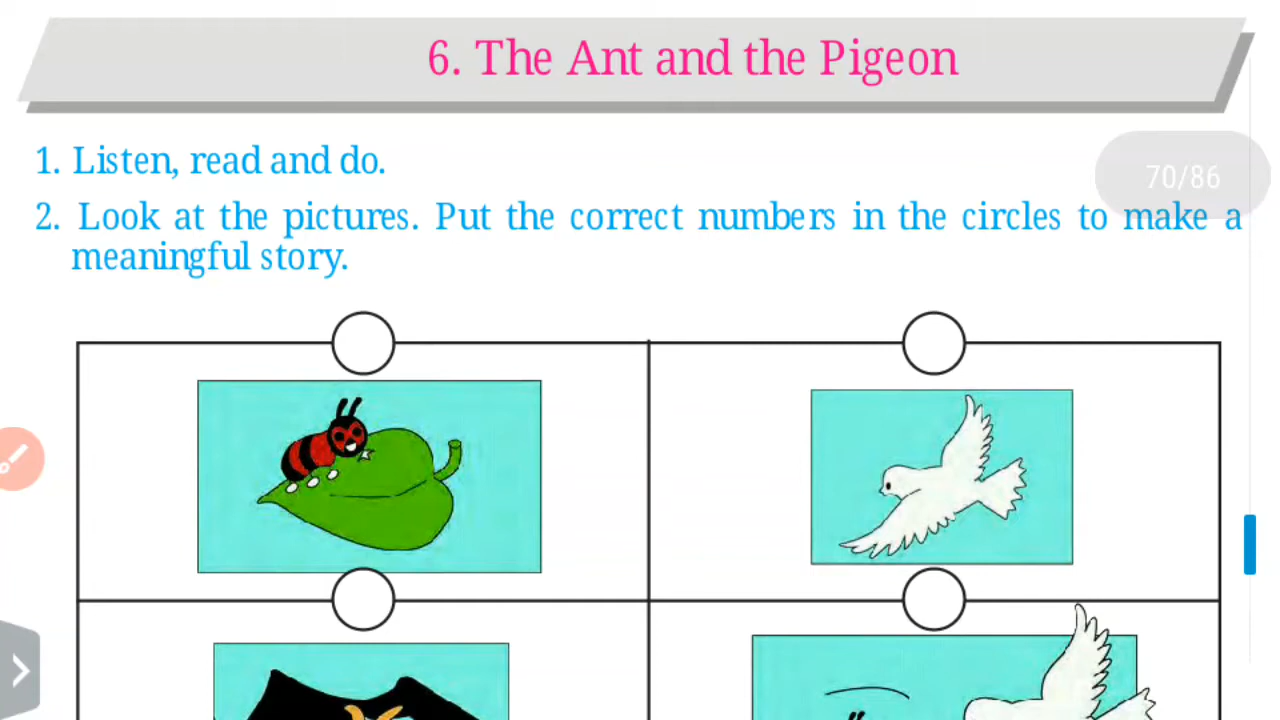 6. The Ant and the Pigeon
1. Listen, read and do.
70/86
2. Look at the pictures. Put the correct numbers in the circles to make a
meaningful story.